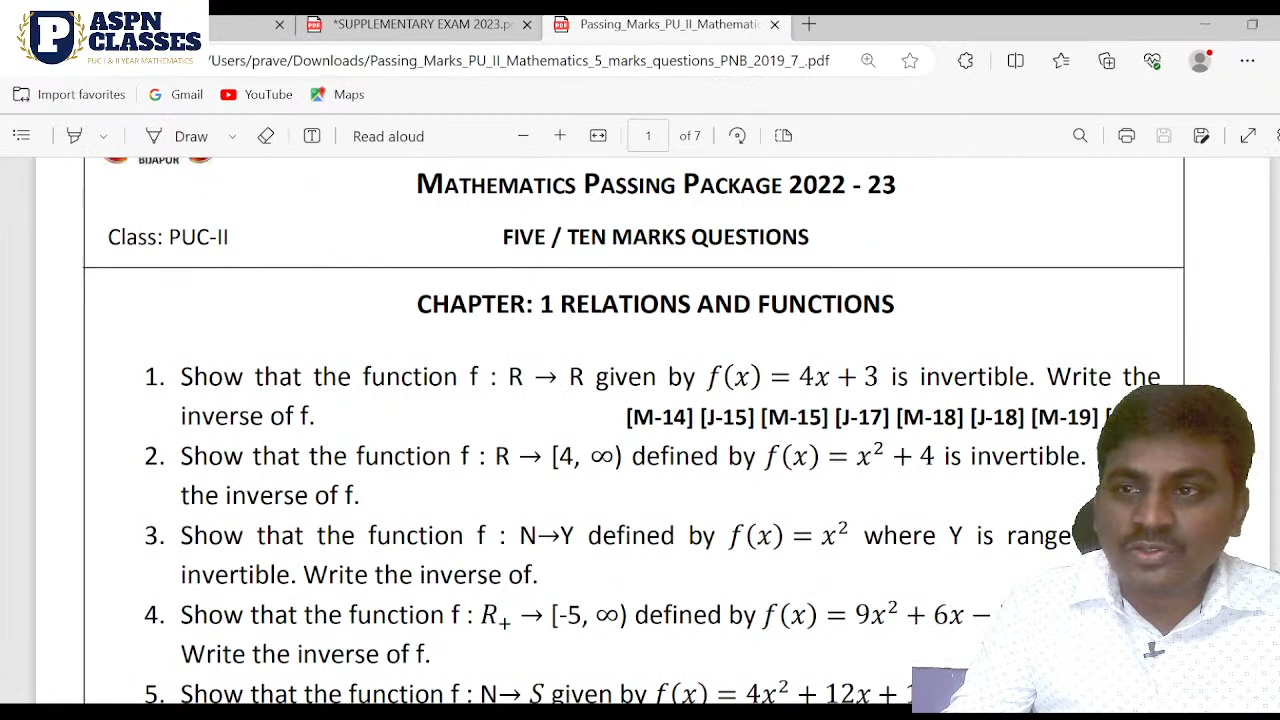 ASPN
CLASSES
PUC I & II YEAR MATHEMATICS
*SUPPLEMENTARY EXAM 2023.p
Passing_Marks_PU_II_Mathemati
/Users/prave/Downloads/Passing_Marks_PU_II_Mathematics_5_marks_questions_PNB_2019_7_.pdf
Import favorites Gmail YouTube Maps
Draw Read aloud 1 of 7
BIJAPUR
MATHEMATICS PASSING PACKAGE 2022 - 23
Class: PUC-II FIVE / TEN MARKS QUESTIONS
CHAPTER: 1 RELATIONS AND FUNCTIONS
1. Show that the function f : R → R given by f(x) = 4x + 3 is invertible. Write the
inverse of f. [M-14] [J-15] [M-15] [J-17] [M-18] [J-18] [M-19] [
2. Show that the function f : R → [4, ∞) defined by f(x) = x² + 4 is invertible.
the inverse of f.
3. Show that the function f : N→Y defined by f(x) = x² where Y is range
invertible. Write the inverse of.
4. Show that the function f : R₊ → [-5, ∞) defined by f(x) = 9x² + 6x −
Write the inverse of f.
5. Show that the function f : N→ S given by f(x) = 4x² + 12x +